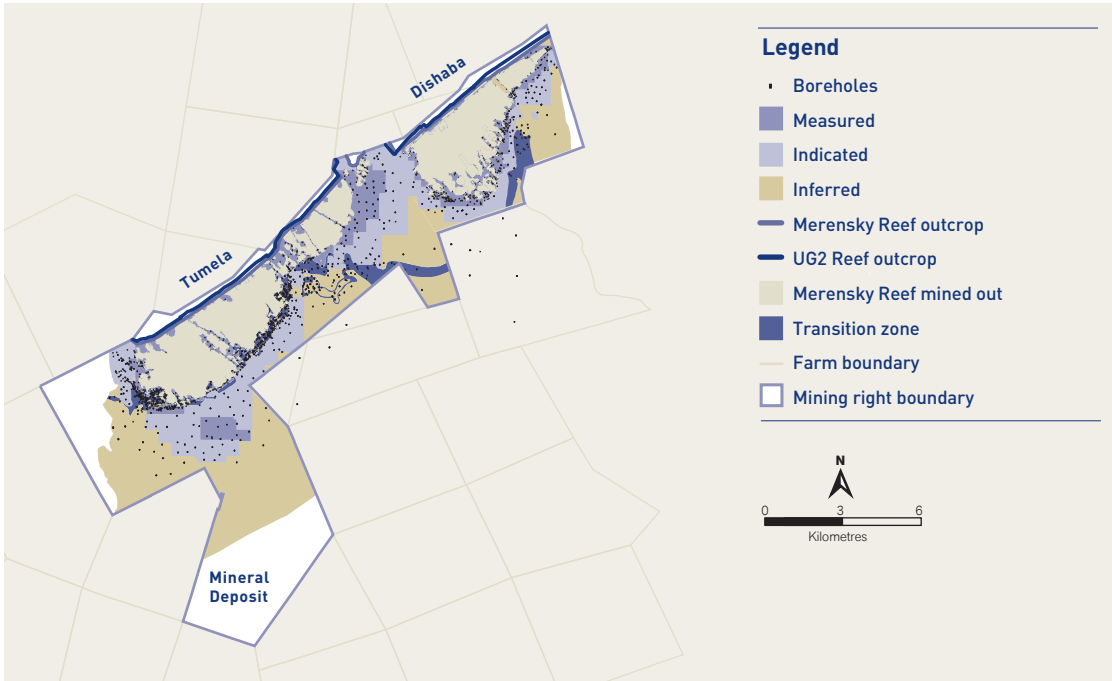 Dishaba
Tumela
Mineral
Deposit
Legend
Boreholes
Measured
Indicated
Inferred
Merensky Reef outcrop
UG2 Reef outcrop
Merensky Reef mined out
Transition zone
Farm boundary
Mining right boundary
N
0 3 6
Kilometres